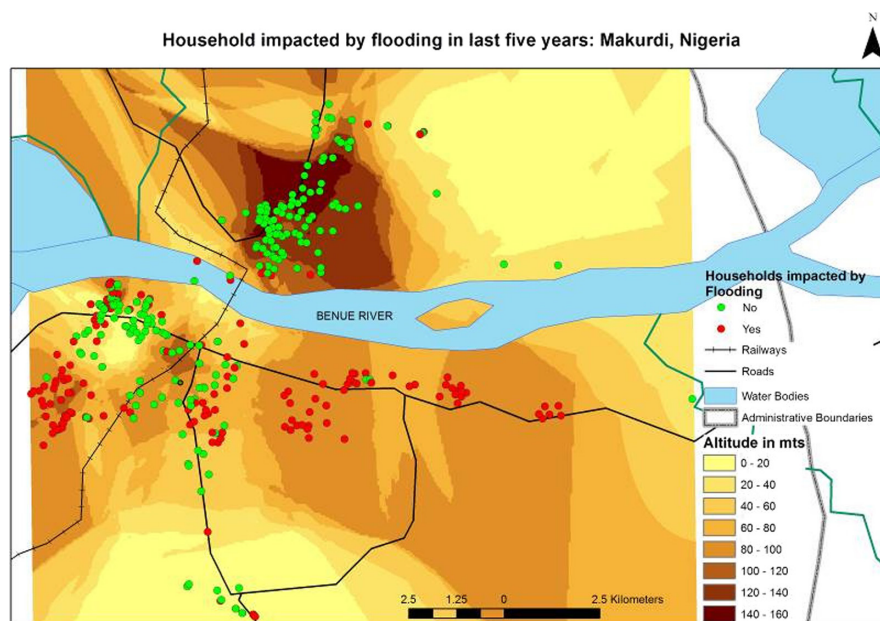 N
Household impacted by flooding in last five years: Makurdi, Nigeria
BENUE RIVER
Households impacted by
Flooding
No
Yes
Railways
Roads
Water Bodies
Administrative Boundaries
Altitude in mts
0 - 20
20 - 40
40 - 60
60 - 80
80 - 100
100 - 120
120 - 140
140 - 160
2.5 1.25 0 2.5 Kilometers